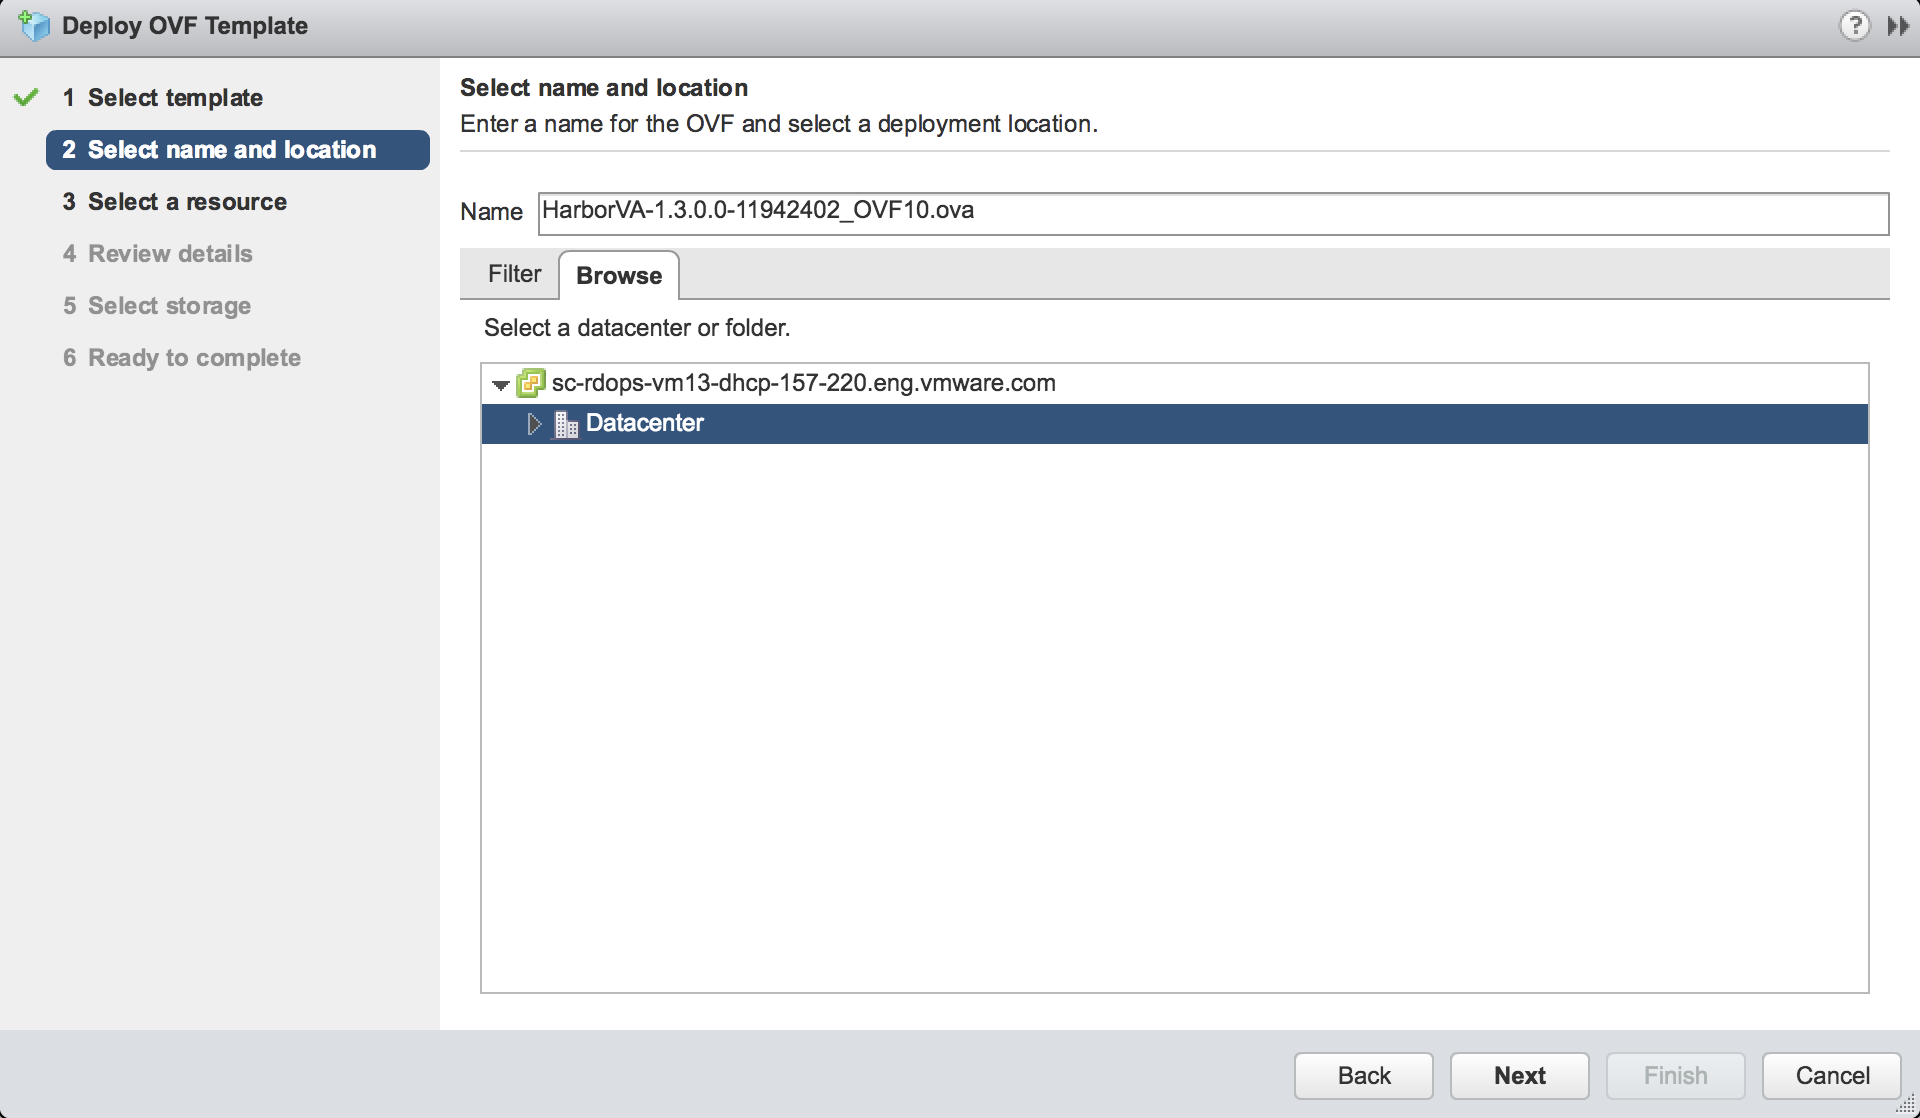 Deploy OVF Template
?
1 Select template
2 Select name and location
3 Select a resource
4 Review details
5 Select storage
6 Ready to complete
Select name and location
Enter a name for the OVF and select a deployment location.
Name HarborVA-1.3.0.0-11942402_OVF10.ova
Filter Browse
Select a datacenter or folder.
sc-rdops-vm13-dhcp-157-220.eng.vmware.com
Datacenter
Back Next Finish Cancel